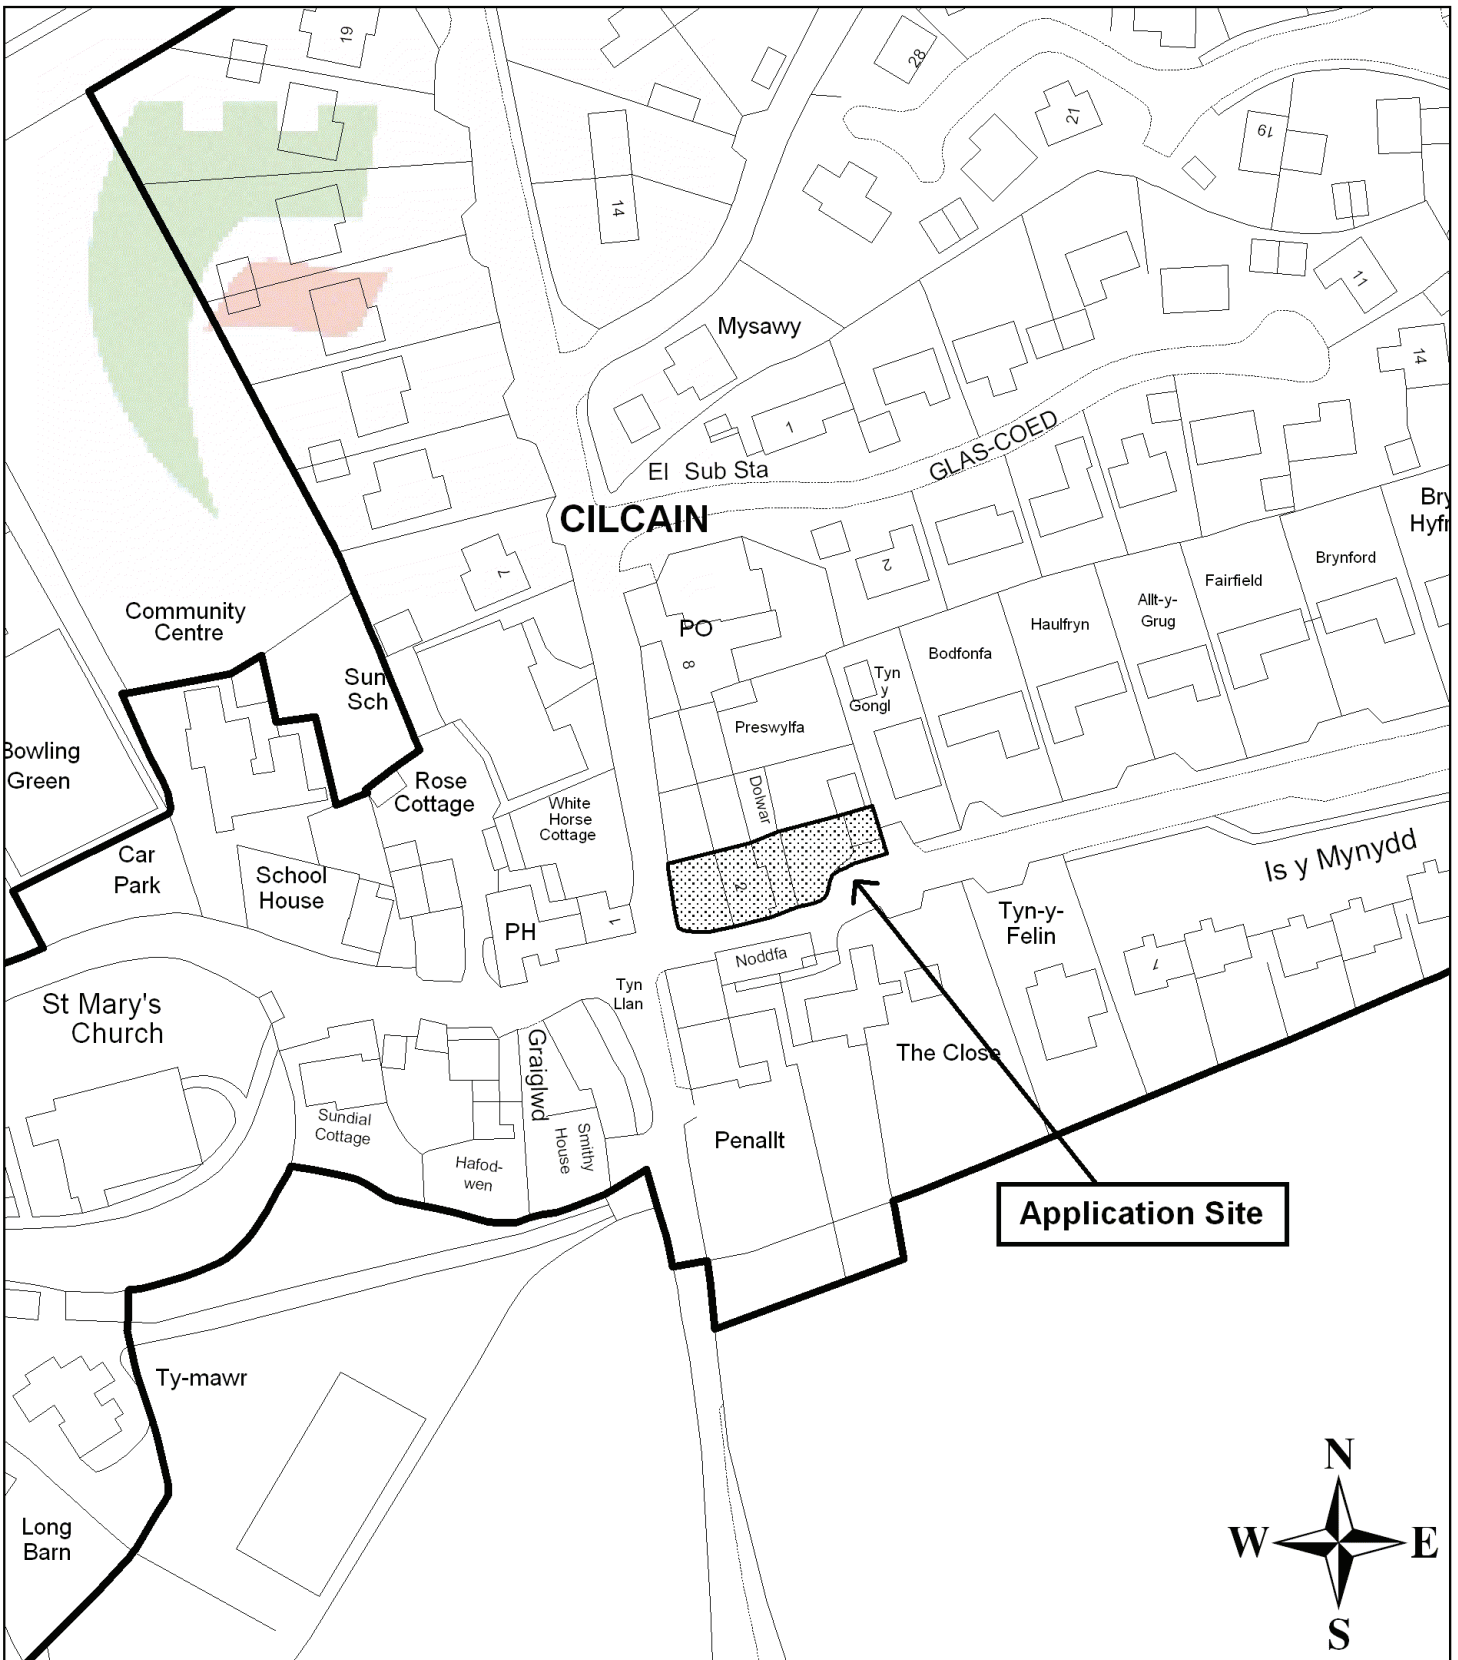 19
28
21
19
14
11
Mysawy
14
1
El Sub Sta
GLAS-COED
CILCAIN
Bry
Hyfr
2
7
Brynford
Fairfield
Allt-y-
Grug
Haulfryn
Bodfonfa
Community
Centre
PO
8
Sun
Sch
Tyn
y
Gongl
Preswylfa
Bowling
Green
Rose
Cottage
White
Horse
Cottage
Dolwar
Car
Park
School
House
2
Is y Mynydd
PH
1
Tyn-y-
Felin
Noddfa
1
Tyn
Llan
St Mary's
Church
Graiglwd
The Close
Sundial
Cottage
Smithy
House
Penallt
Hafod-
wen
Application Site
Ty-mawr
Long
Barn
N
W
E
S